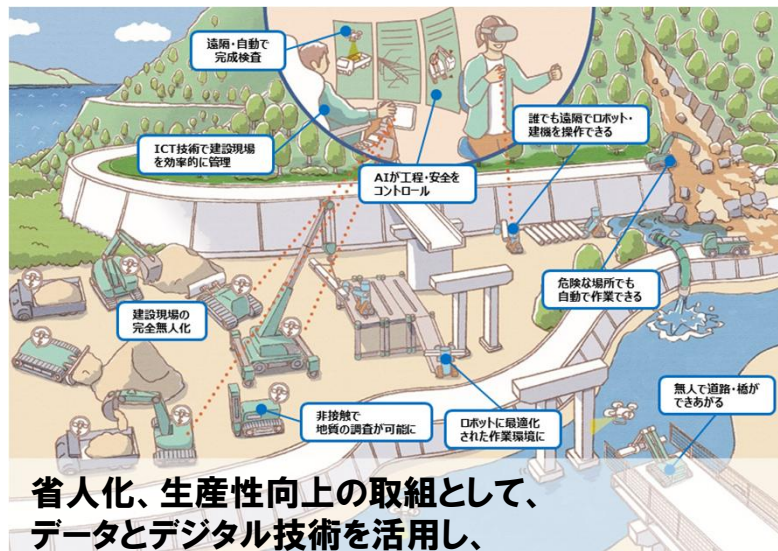 遠隔・自動で
完成検査
誰でも遠隔でロボット・
建機を操作できる
ICT技術で建設現場
を効率的に管理
AIが工程・安全を
コントロール
危険な場所でも
自動で作業できる
建設現場の
完全無人化
無人で道路・橋が
できあがる
非接触で
地質の調査が可能に
ロボットに最適化
された作業環境に
省人化、生産性向上の取組として、
データとデジタル技術を活用し、